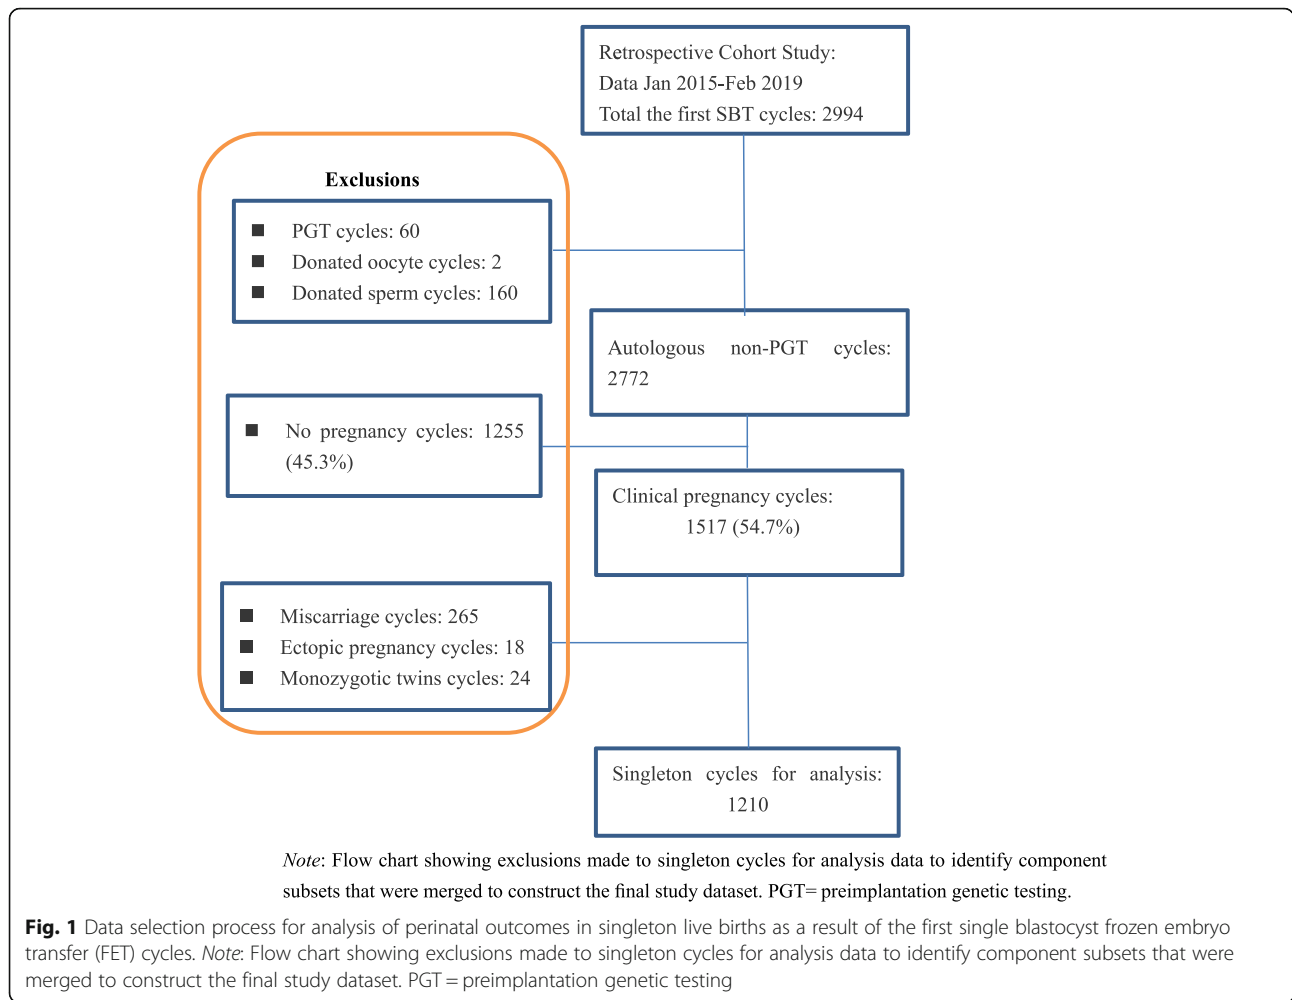 Retrospective Cohort Study:
Data Jan 2015-Feb 2019
Total the first SBT cycles: 2994
Exclusions
■ PGT cycles: 60
■ Donated oocyte cycles: 2
■ Donated sperm cycles: 160
Autologous non-PGT cycles:
2772
■ No pregnancy cycles: 1255
(45.3%)
Clinical pregnancy cycles:
1517 (54.7%)
■ Miscarriage cycles: 265
■ Ectopic pregnancy cycles: 18
■ Monozygotic twins cycles: 24
Singleton cycles for analysis:
1210
Note: Flow chart showing exclusions made to singleton cycles for analysis data to identify component
subsets that were merged to construct the final study dataset. PGT= preimplantation genetic testing.
Fig. 1 Data selection process for analysis of perinatal outcomes in singleton live births as a result of the first single blastocyst frozen embryo
transfer (FET) cycles. Note: Flow chart showing exclusions made to singleton cycles for analysis data to identify component subsets that were
merged to construct the final study dataset. PGT = preimplantation genetic testing